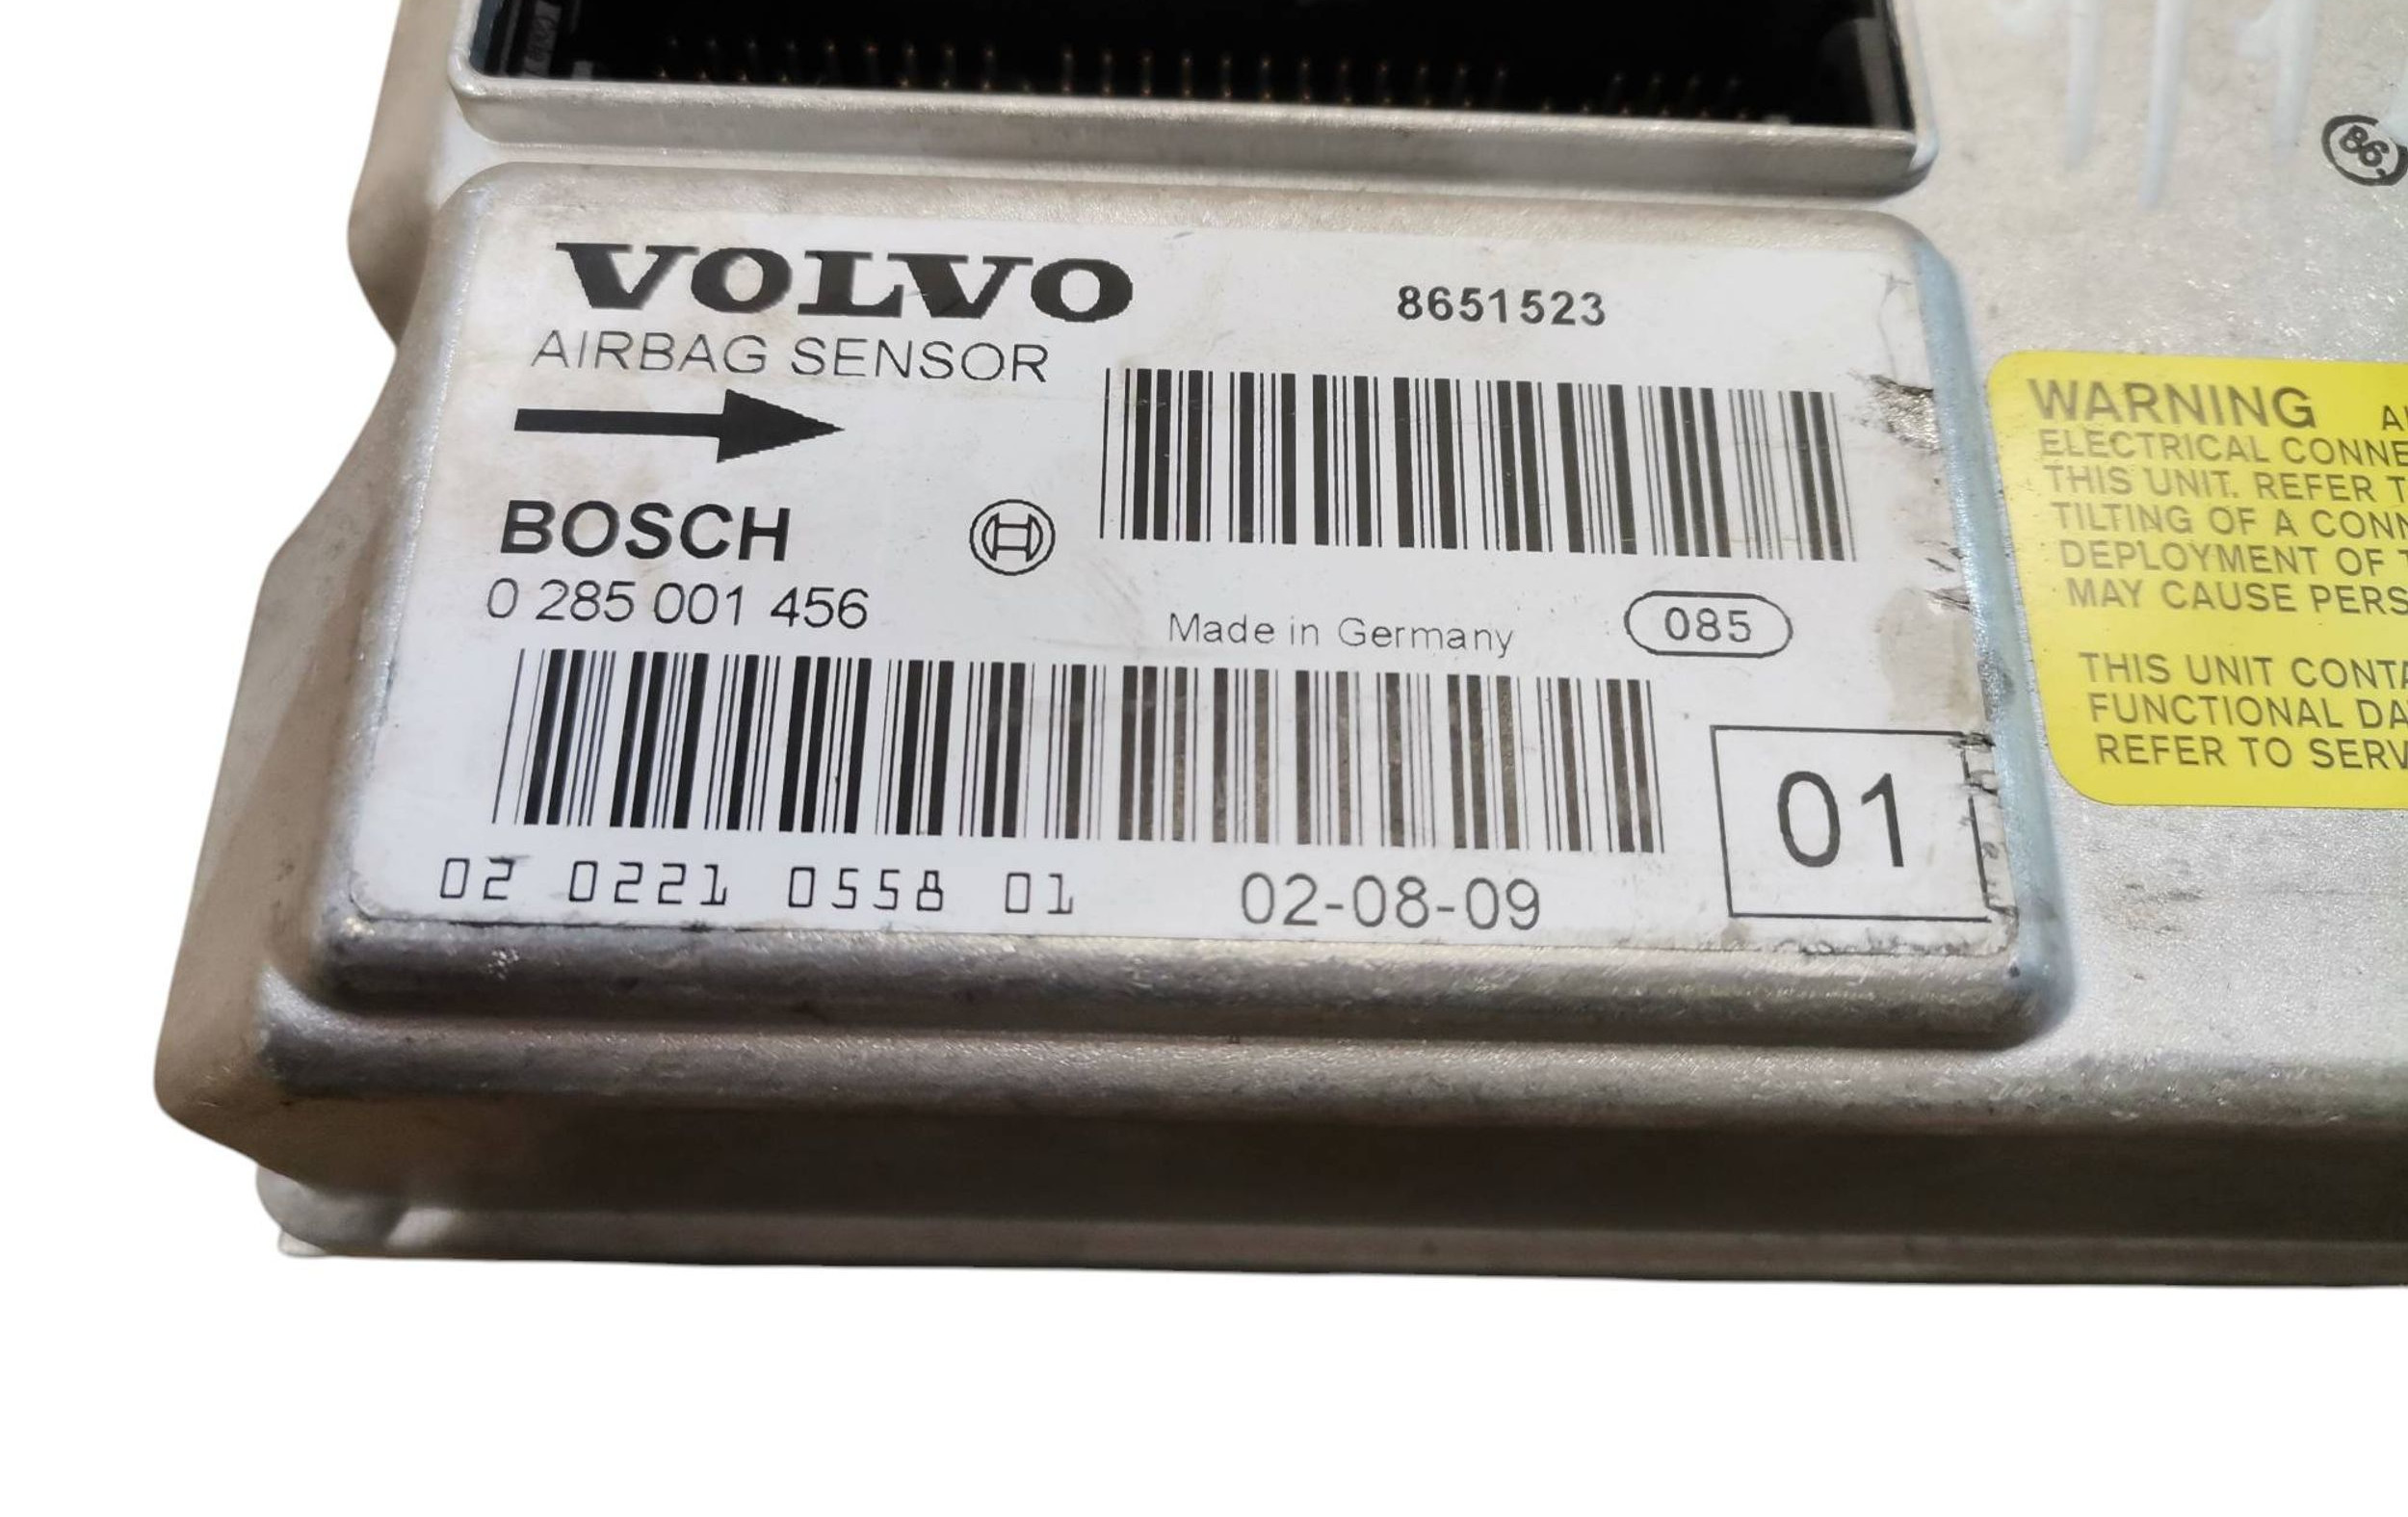 VOLVO
8651523
AIRBAG SENSOR
BOSCH
0 285 001 456
Made in Germany
085
02 0221 0558 01
02-08-09
01
WARNING
ELECTRICAL CONNE
THIS UNIT. REFER T
TILTING OF A CONN
DEPLOYMENT OF T
MAY CAUSE PERS
THIS UNIT CONTA
FUNCTIONAL DA
REFER TO SERV